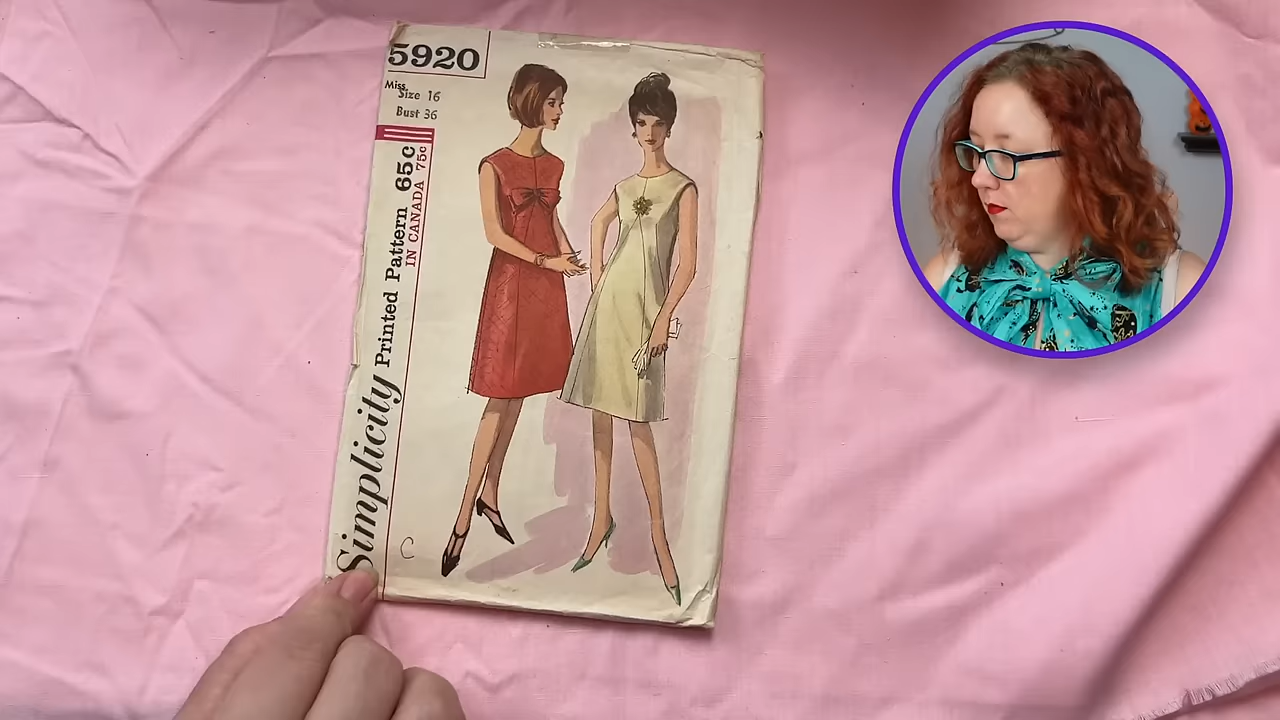 5920
Miss
Size 16
Bust 36
Simplicity Printed Pattern 65c
IN CANADA 75c
C